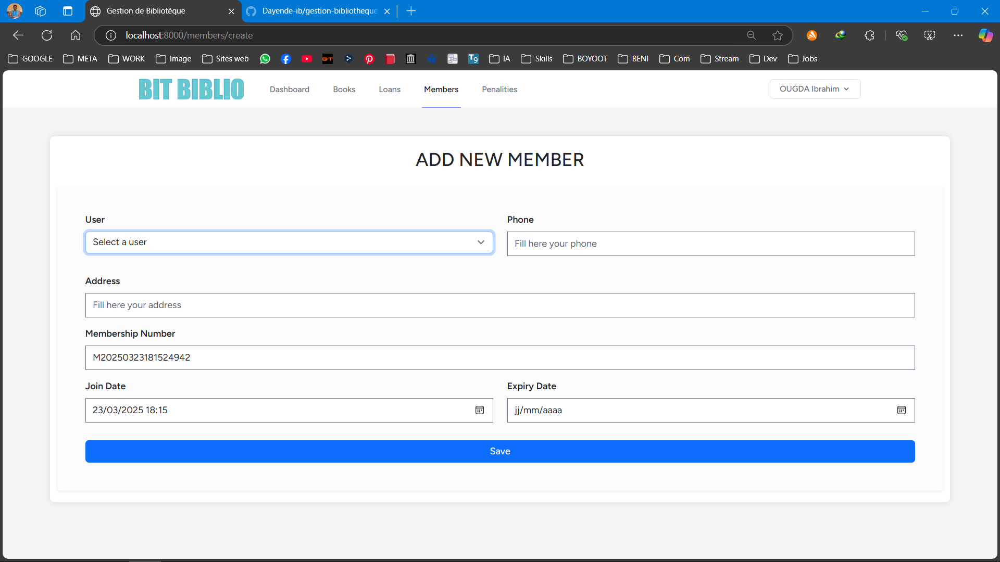 Gestion de Bibliotèque
Dayende-ib/gestion-bibliotheque
localhost:8000/members/create
GOOGLE META WORK Image Sites web GT T9 IA Skills BOYOOT BENI Com Stream Dev Jobs
BIT BIBLIO Dashboard Books Loans Members Penalities OUGDA Ibrahim
ADD NEW MEMBER
User Phone
Select a user Fill here your phone
Address
Fill here your address
Membership Number
M20250323181524942
Join Date Expiry Date
23/03/2025 18:15 jj/mm/aaaa
Save